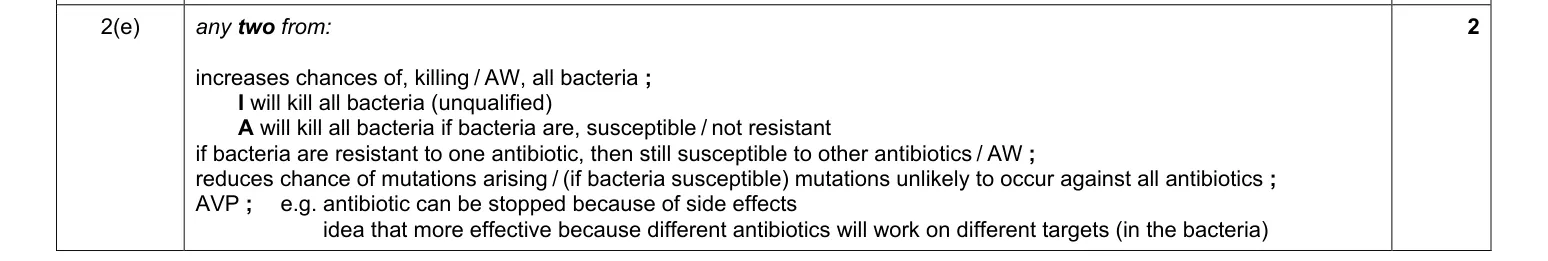 2(e) any two from: 2
increases chances of, killing / AW, all bacteria ;
I will kill all bacteria (unqualified)
A will kill all bacteria if bacteria are, susceptible / not resistant
if bacteria are resistant to one antibiotic, then still susceptible to other antibiotics / AW ;
reduces chance of mutations arising / (if bacteria susceptible) mutations unlikely to occur against all antibiotics ;
AVP ; e.g. antibiotic can be stopped because of side effects
idea that more effective because different antibiotics will work on different targets (in the bacteria)